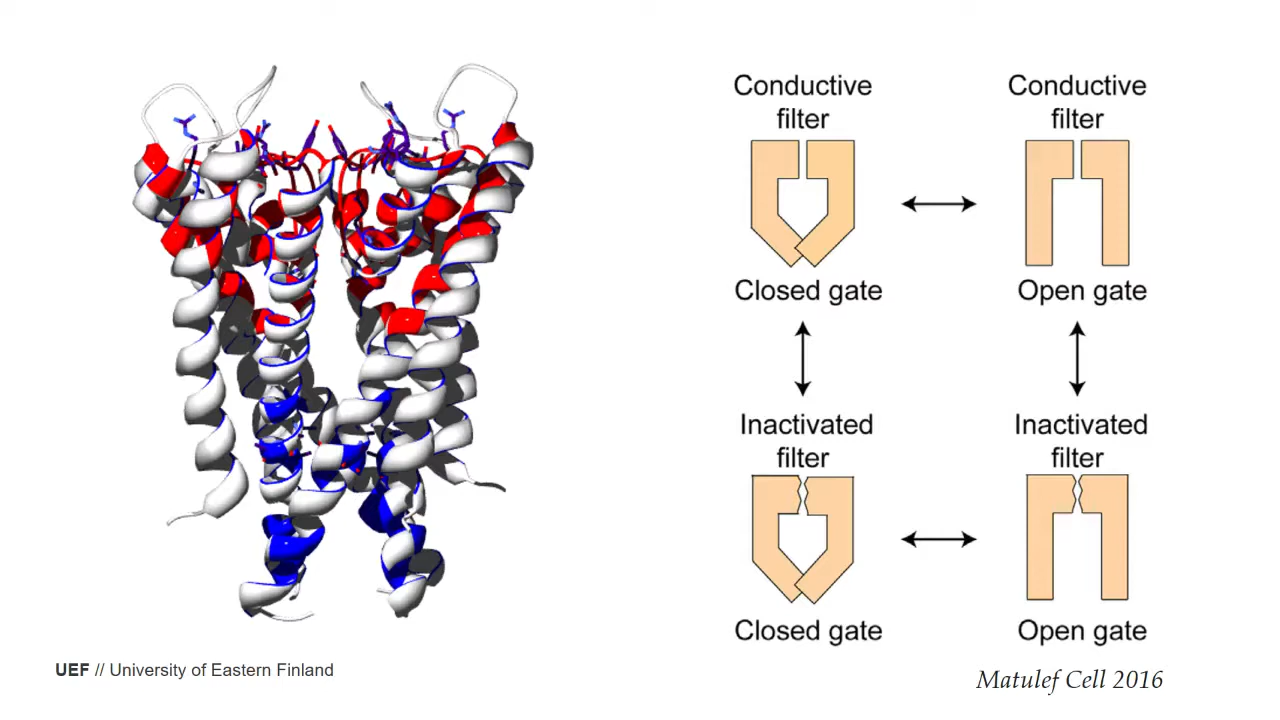 Conductive
filter
Conductive
filter
Closed gate
Open gate
Inactivated
filter
Inactivated
filter
Closed gate
Open gate
UEF // University of Eastern Finland
Matulef Cell 2016